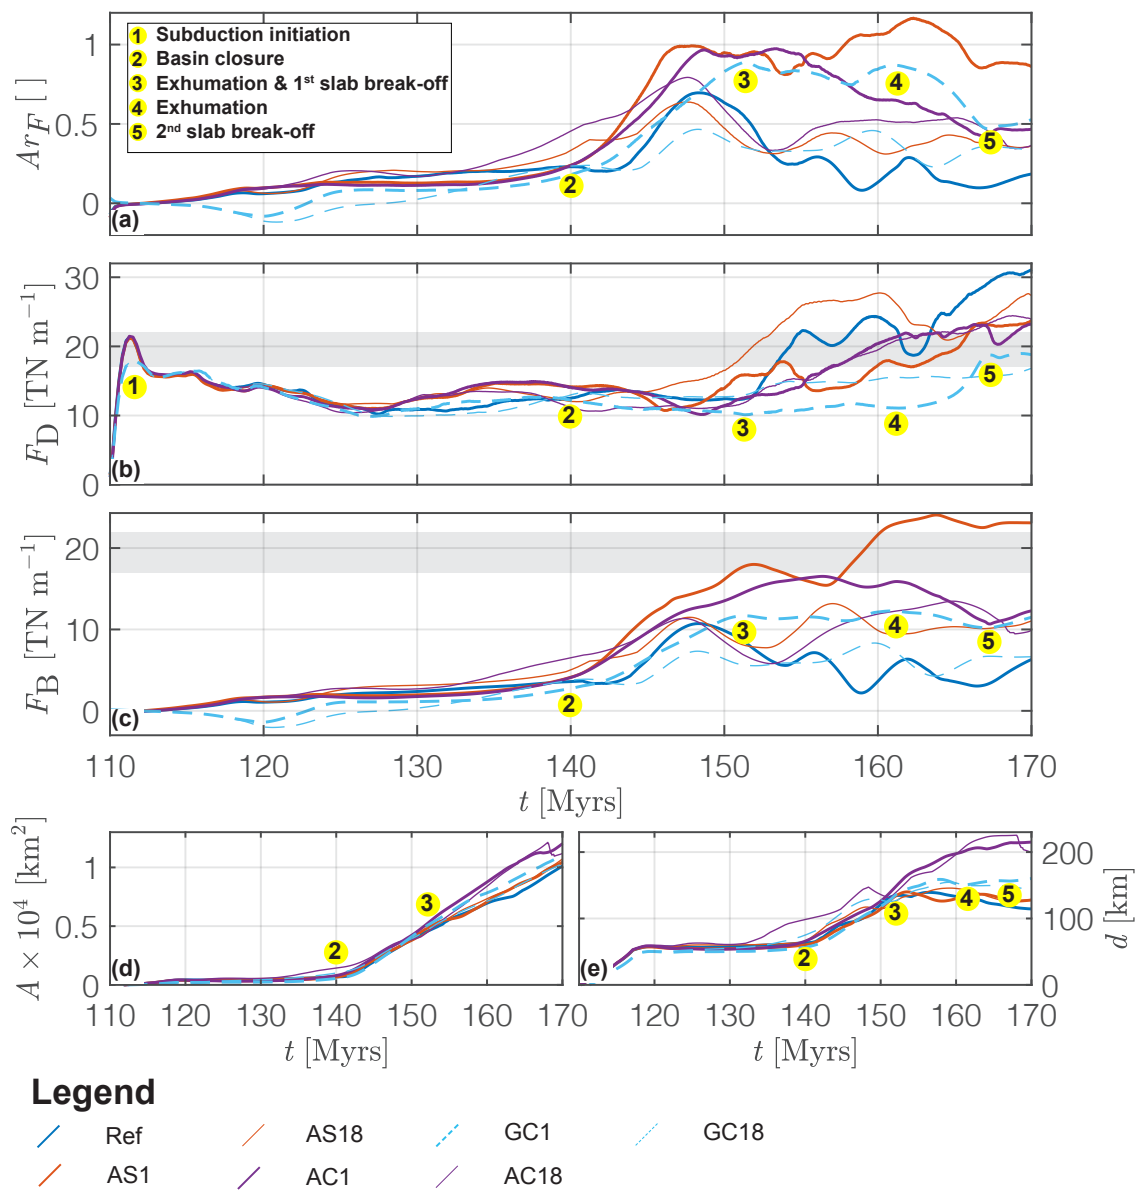 1 Subduction initiation
2 Basin closure
3 Exhumation & 1st slab break-off
4 Exhumation
5 2nd slab break-off
Ar_F [ ]
1
0.5
0
2
3
4
5
(a)
F_D [TN m⁻¹]
30
20
10
0
1
2
3
4
5
(b)
F_B [TN m⁻¹]
20
10
0
2
3
4
5
(c)
110 120 130 140 150 160 170
t [Myrs]
A × 10⁴ [km²]
1
0.5
0
2
3
(d)
110 120 130 140 150 160 170
t [Myrs]
200
100
0
d [km]
2
3
4
5
(e)
120 130 140 150 160 170
t [Myrs]
Legend
Ref AS18 GC1 GC18
AS1 AC1 AC18